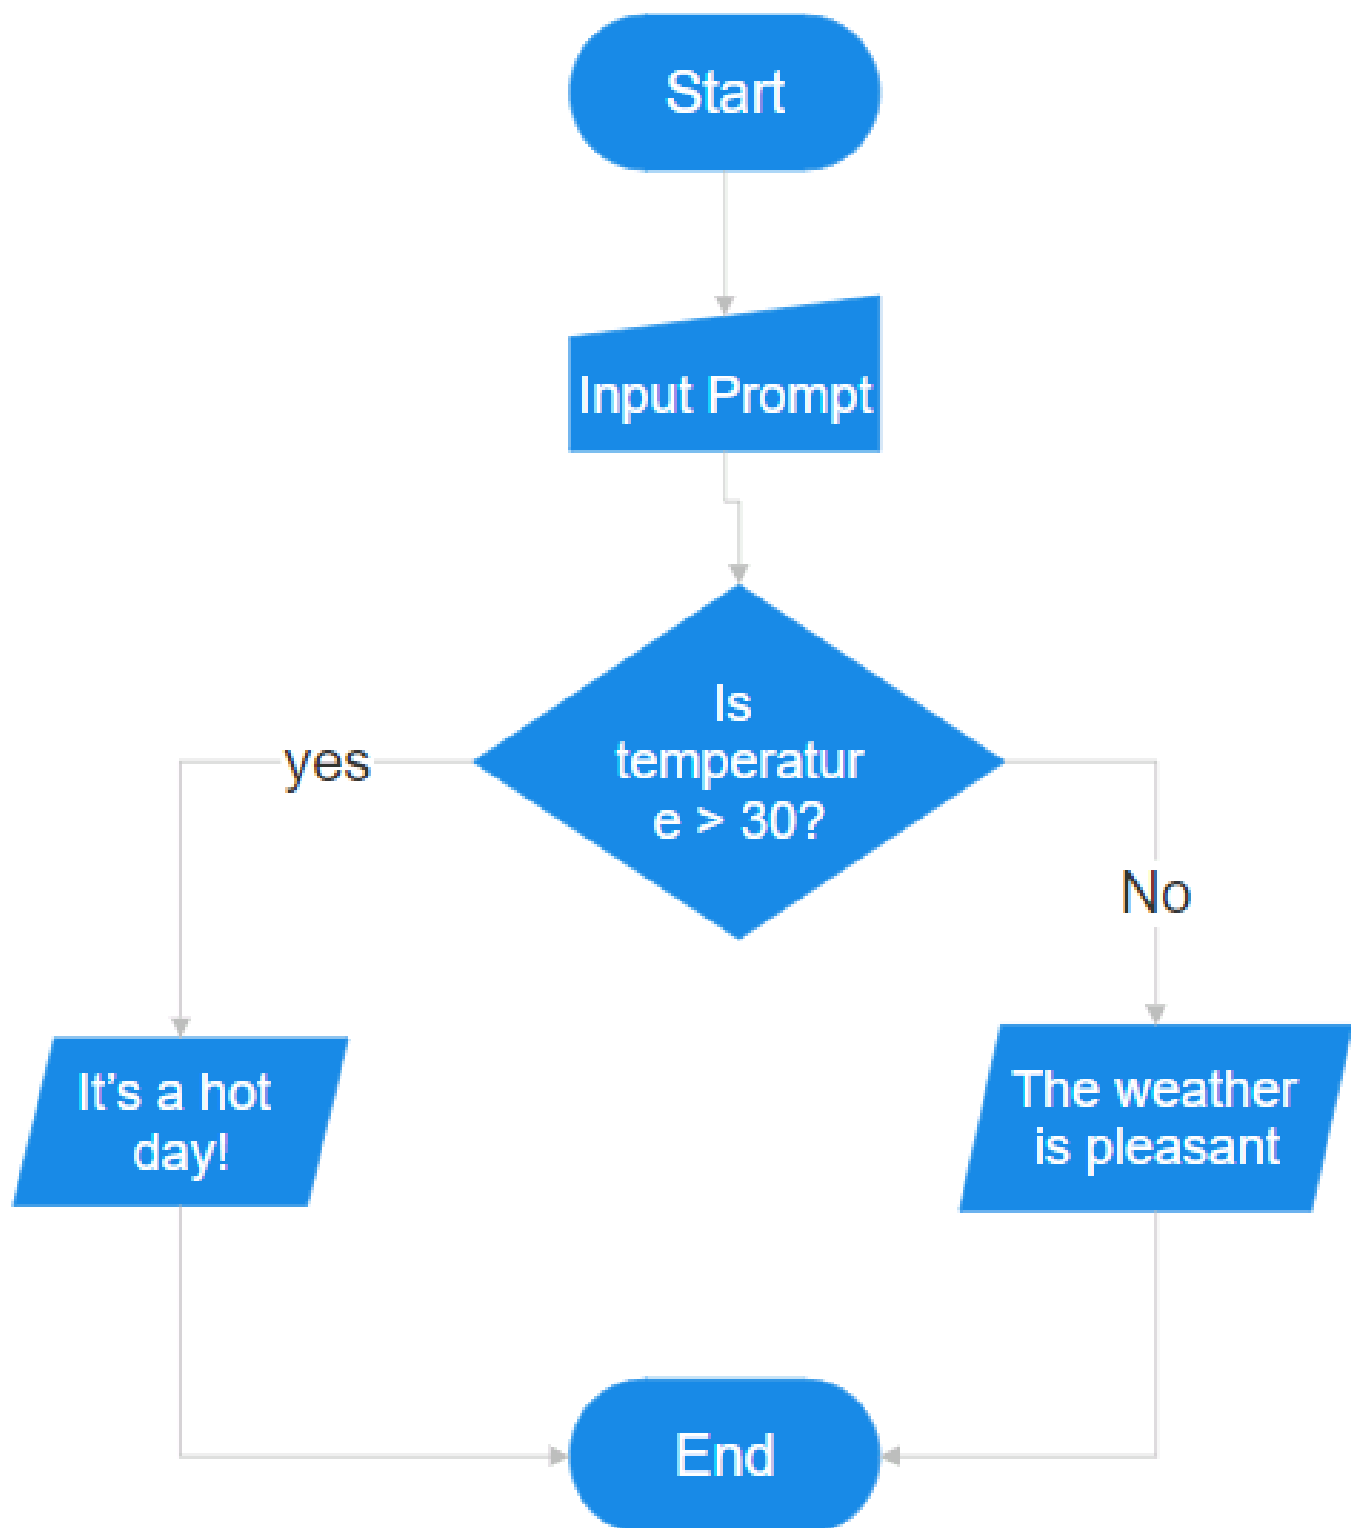 Start
Input Prompt
Is
temperatur
e > 30?
yes
No
It’s a hot
day!
The weather
is pleasant
End